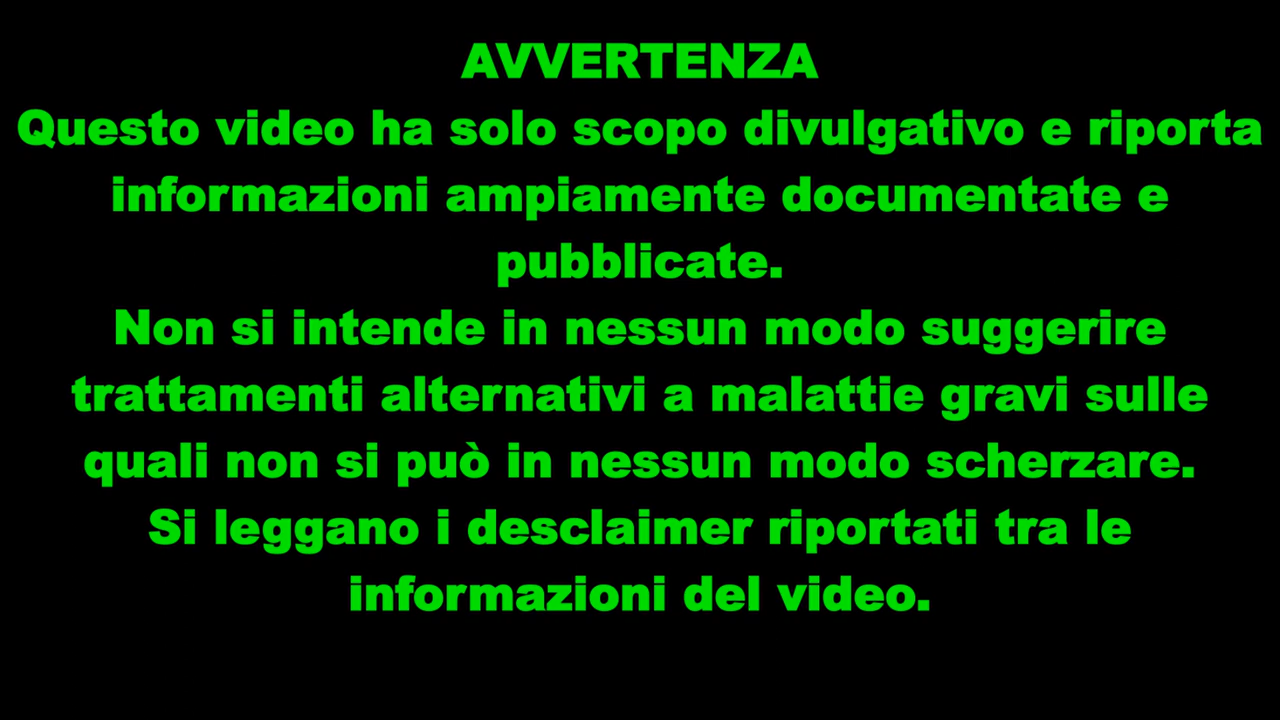 AVVERTENZA
Questo video ha solo scopo divulgativo e riporta
informazioni ampiamente documentate e
pubblicate.
Non si intende in nessun modo suggerire
trattamenti alternativi a malattie gravi sulle
quali non si può in nessun modo scherzare.
Si leggano i desclaimer riportati tra le
informazioni del video.